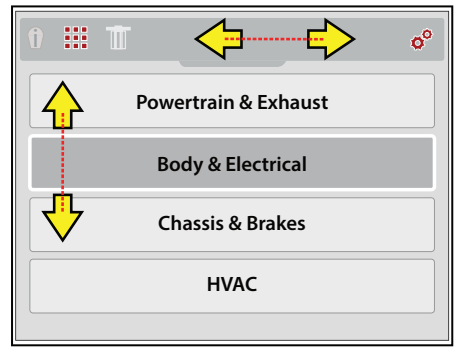 Powertrain & Exhaust
Body & Electrical
Chassis & Brakes
HVAC